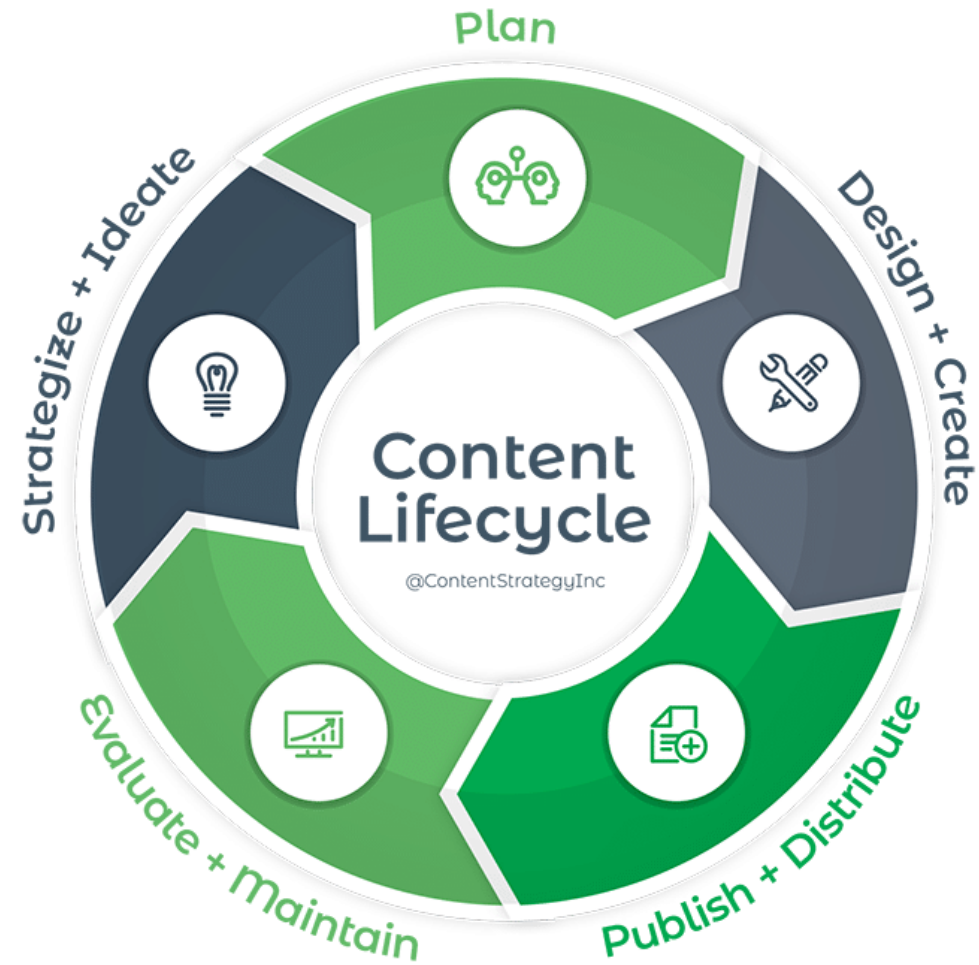 Plan
Design + Create
Publish + Distribute
Evaluate + Maintain
Strategize + Ideate
Content
Lifecycle
@ContentStrategyInc